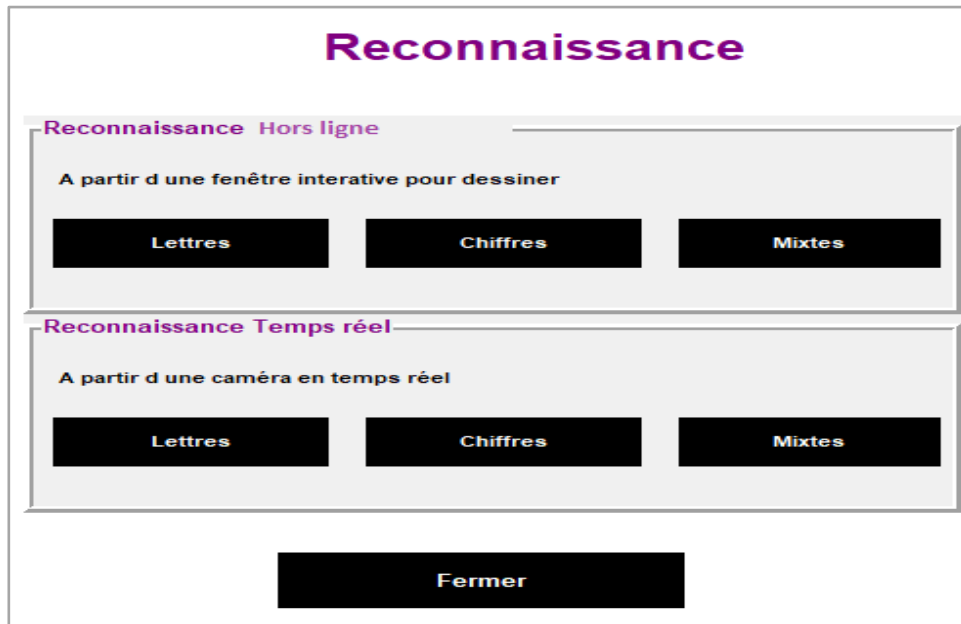 Reconnaissance
Reconnaissance Hors ligne
A partir d une fenêtre interative pour dessiner
Lettres Chiffres Mixtes
Reconnaissance Temps réel
A partir d une caméra en temps réel
Lettres Chiffres Mixtes
Fermer